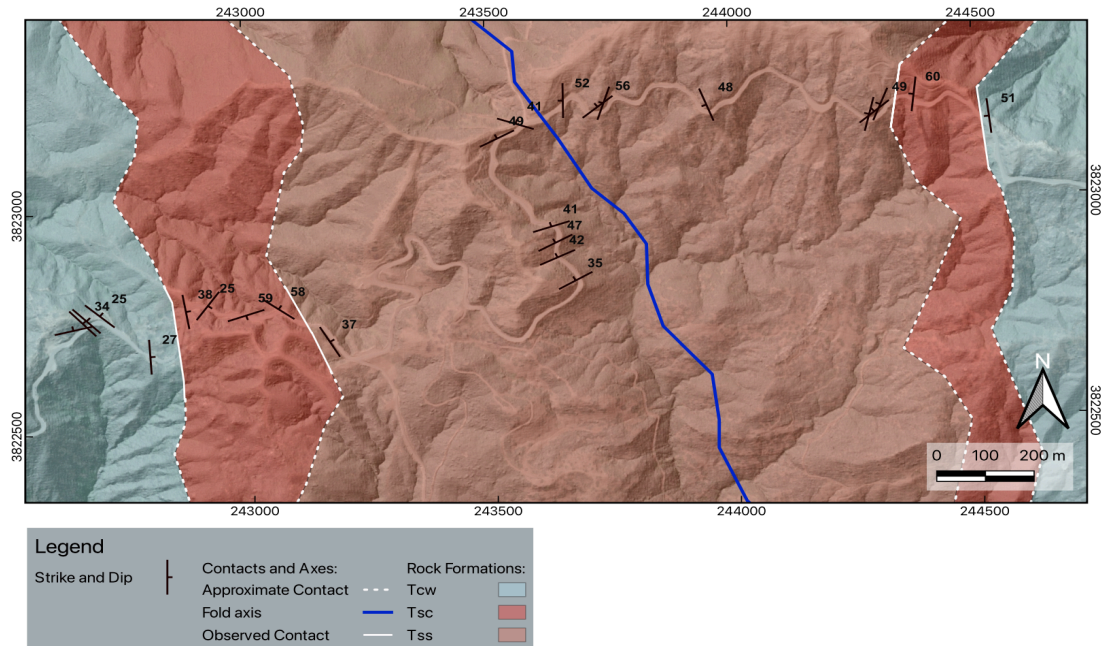 243000 243500 244000 244500
3823000
3822500
3823000
3822500
52 56 48 49 60 51
41
49
41
47
42
35
34 25 38 25 59 58
27 37
N
0 100 200 m
243000 243500 244000 244500
Legend
Strike and Dip
Contacts and Axes:
Approximate Contact
Fold axis
Observed Contact
Rock Formations:
Tcw
Tsc
Tss